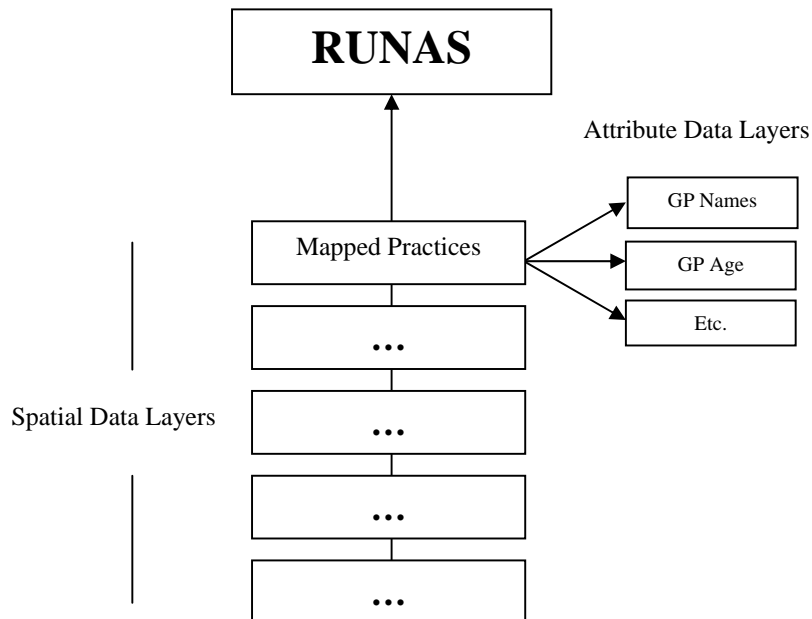 RUNAS
Attribute Data Layers
GP Names
Mapped Practices
GP Age
Etc.
...
Spatial Data Layers
...
...
...